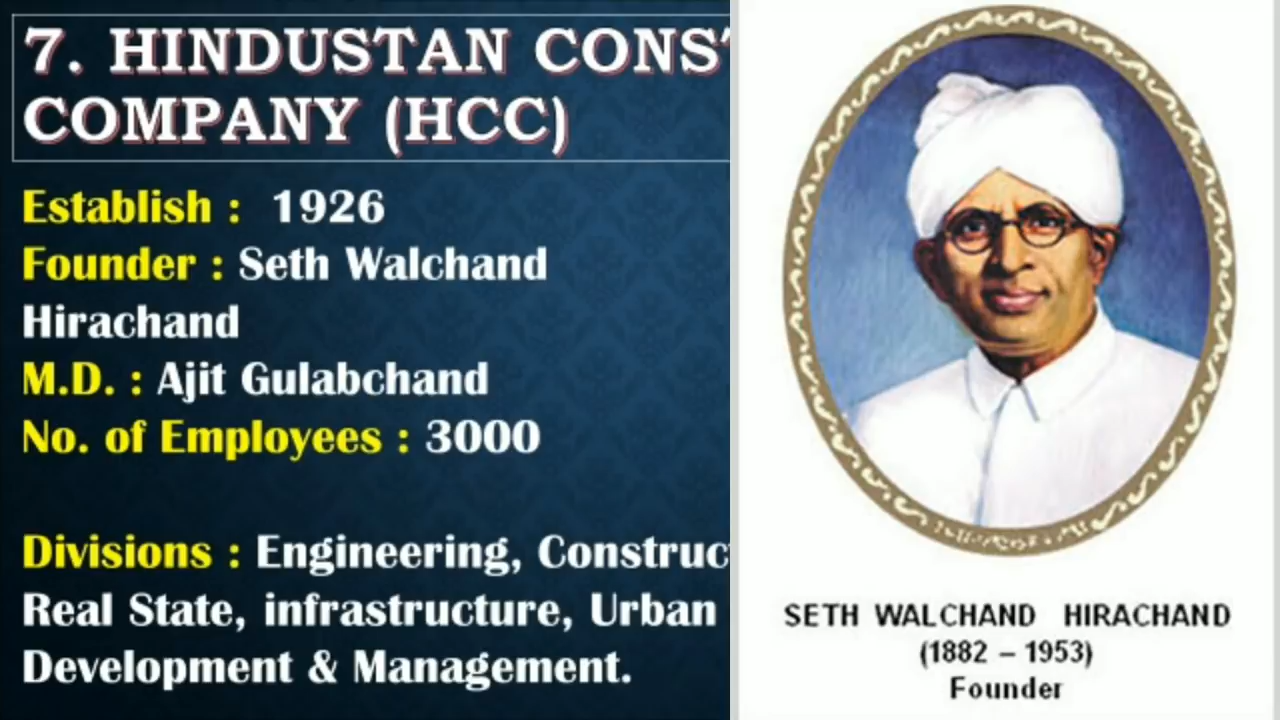 7. HINDUSTAN CONS
COMPANY (HCC)
Establish : 1926
Founder : Seth Walchand
Hirachand
M.D. : Ajit Gulabchand
No. of Employees : 3000
Divisions : Engineering, Construc
Real State, infrastructure, Urban
Development & Management.
SETH WALCHAND HIRACHAND
(1882 – 1953)
Founder